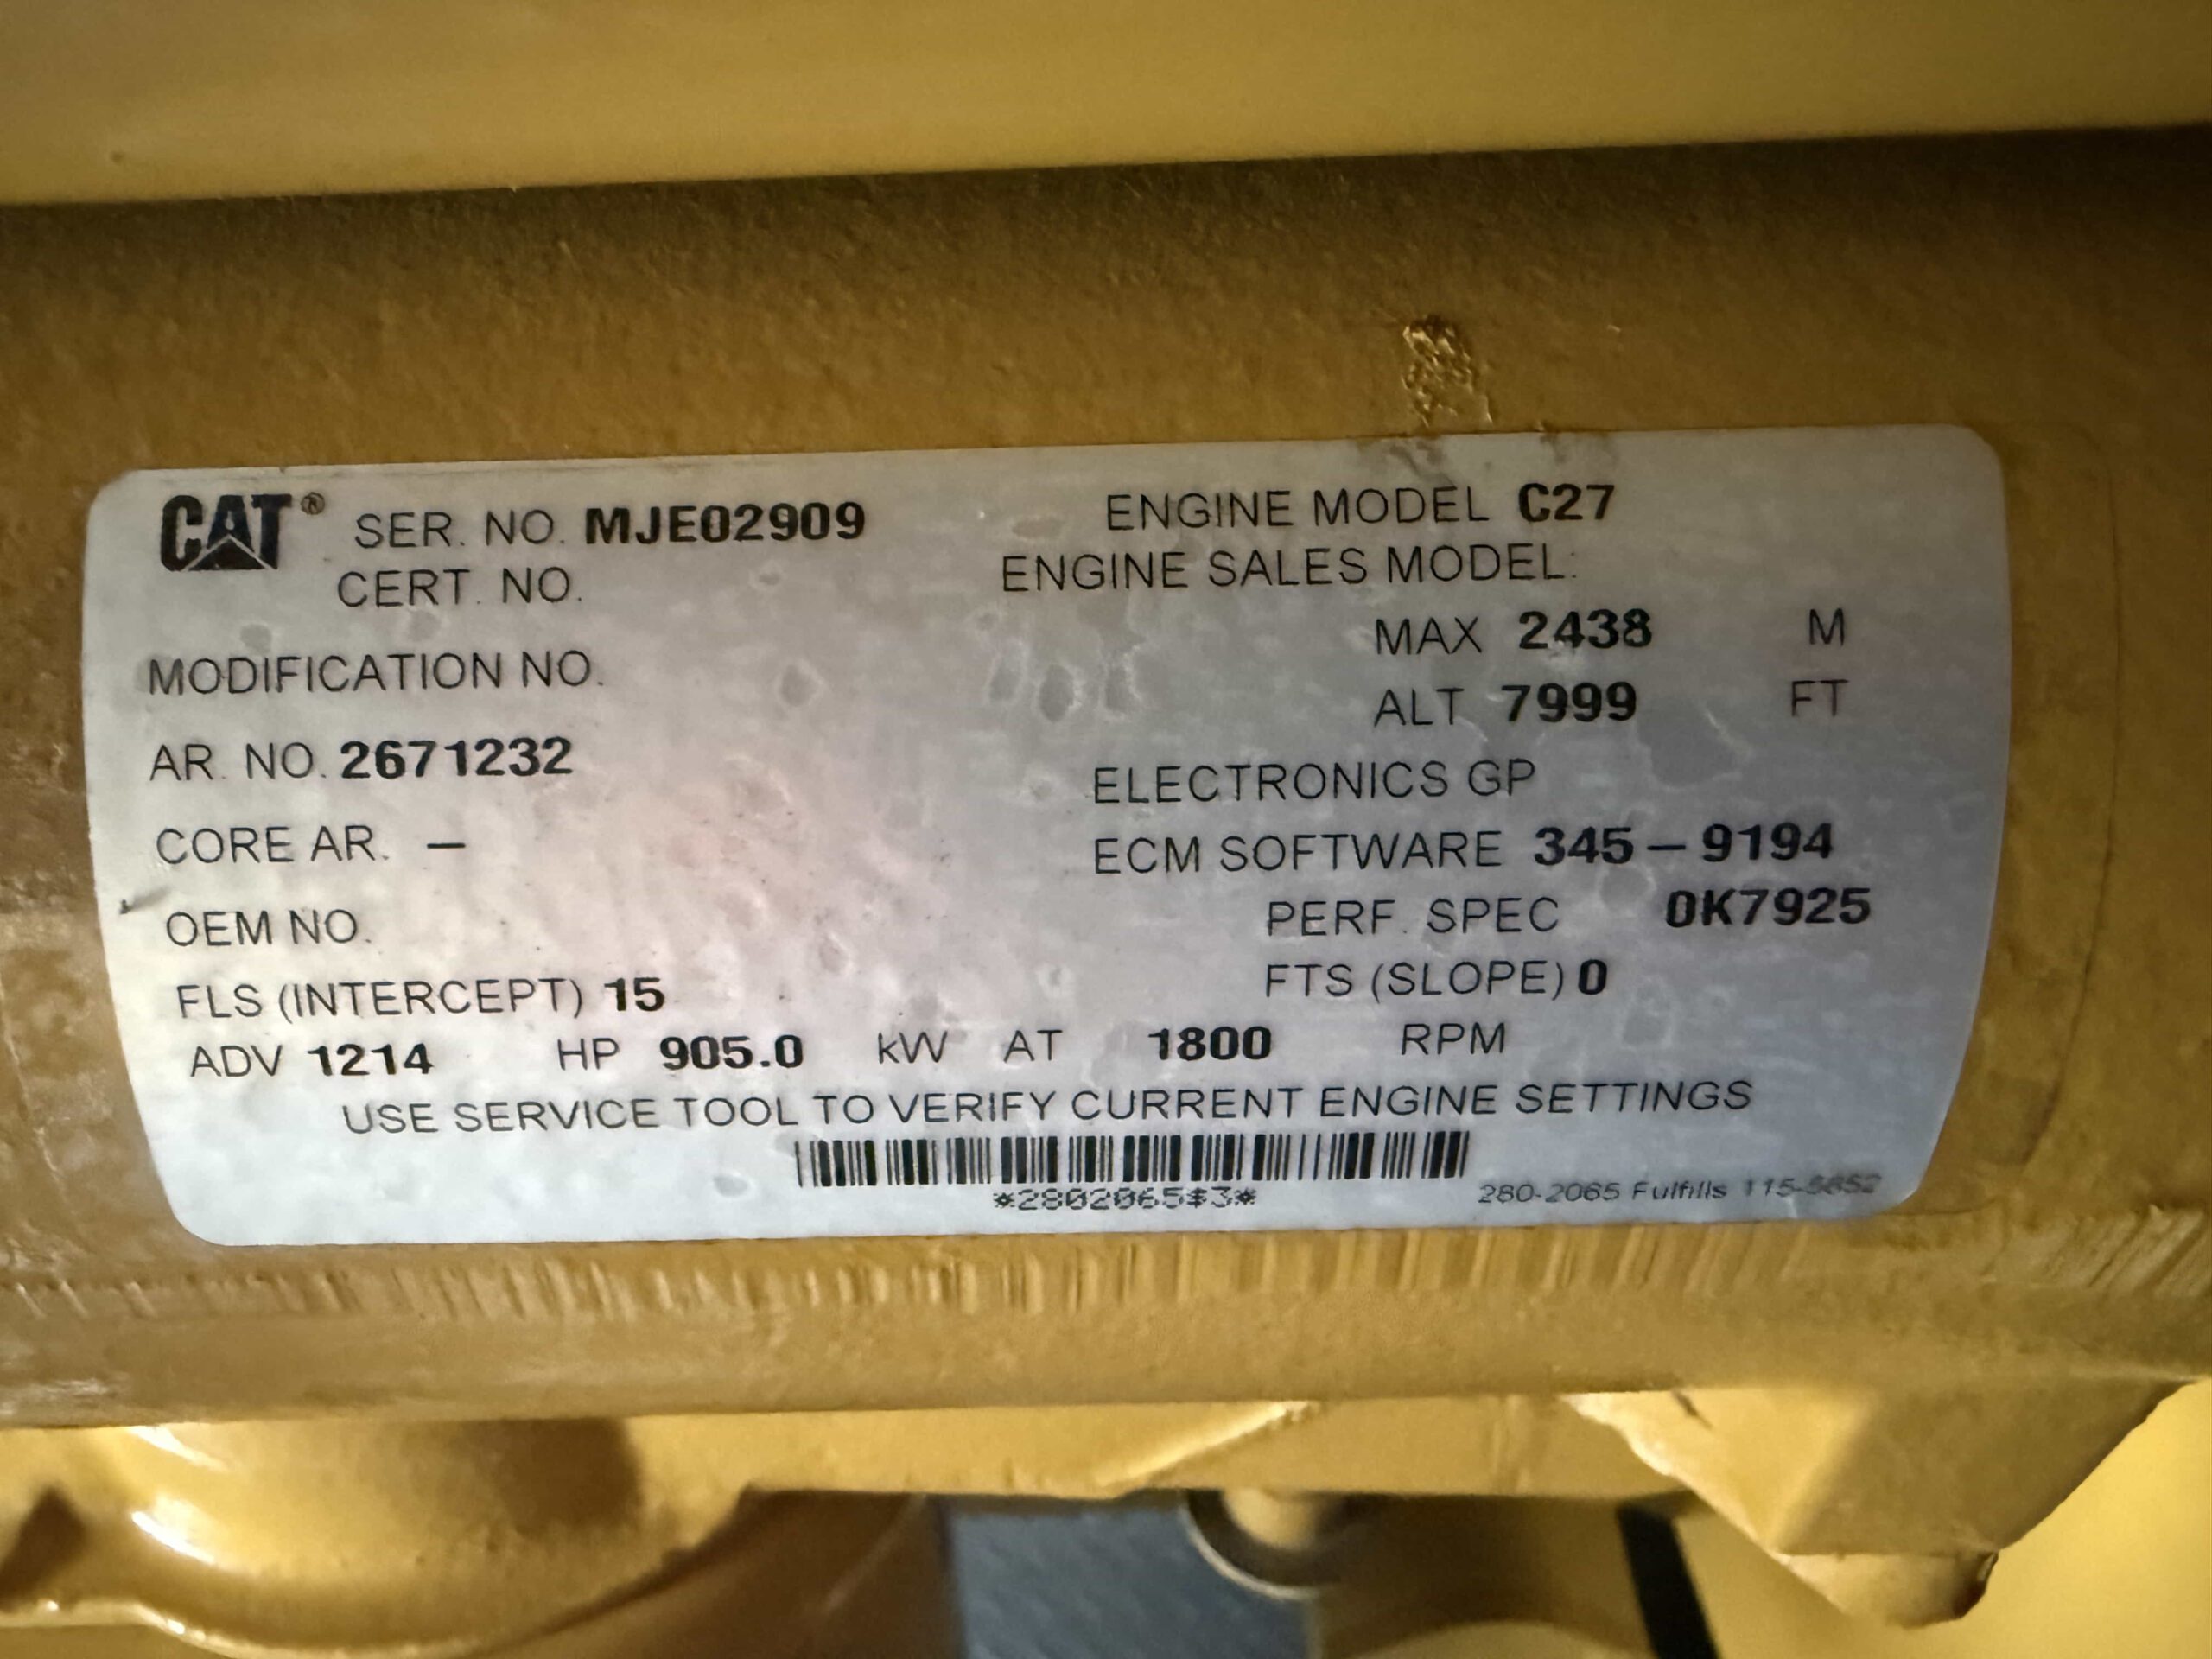 CAT® SER. NO. MJE02909 ENGINE MODEL C27
CERT. NO. ENGINE SALES MODEL:
MAX 2438 M
MODIFICATION NO.
ALT 7999 FT
AR. NO. 2671232
ELECTRONICS GP
CORE AR. – ECM SOFTWARE 345–9194
OEM NO. PERF. SPEC 0K7925
FLS (INTERCEPT) 15 FTS (SLOPE) 0
ADV 1214 HP 905.0 kW AT 1800 RPM
USE SERVICE TOOL TO VERIFY CURRENT ENGINE SETTINGS
*2802065$3*
280-2065 Fulfills